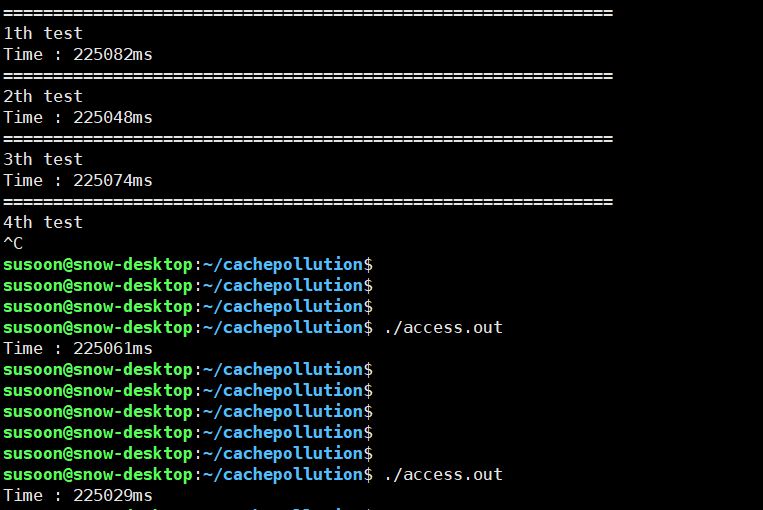 =============================================================
1th test
Time : 225082ms
=============================================================
2th test
Time : 225048ms
=============================================================
3th test
Time : 225074ms
=============================================================
4th test
^C
susoon@snow-desktop:~/cachepollution$
susoon@snow-desktop:~/cachepollution$
susoon@snow-desktop:~/cachepollution$
susoon@snow-desktop:~/cachepollution$ ./access.out
Time : 225061ms
susoon@snow-desktop:~/cachepollution$
susoon@snow-desktop:~/cachepollution$
susoon@snow-desktop:~/cachepollution$
susoon@snow-desktop:~/cachepollution$
susoon@snow-desktop:~/cachepollution$
susoon@snow-desktop:~/cachepollution$ ./access.out
Time : 225029ms